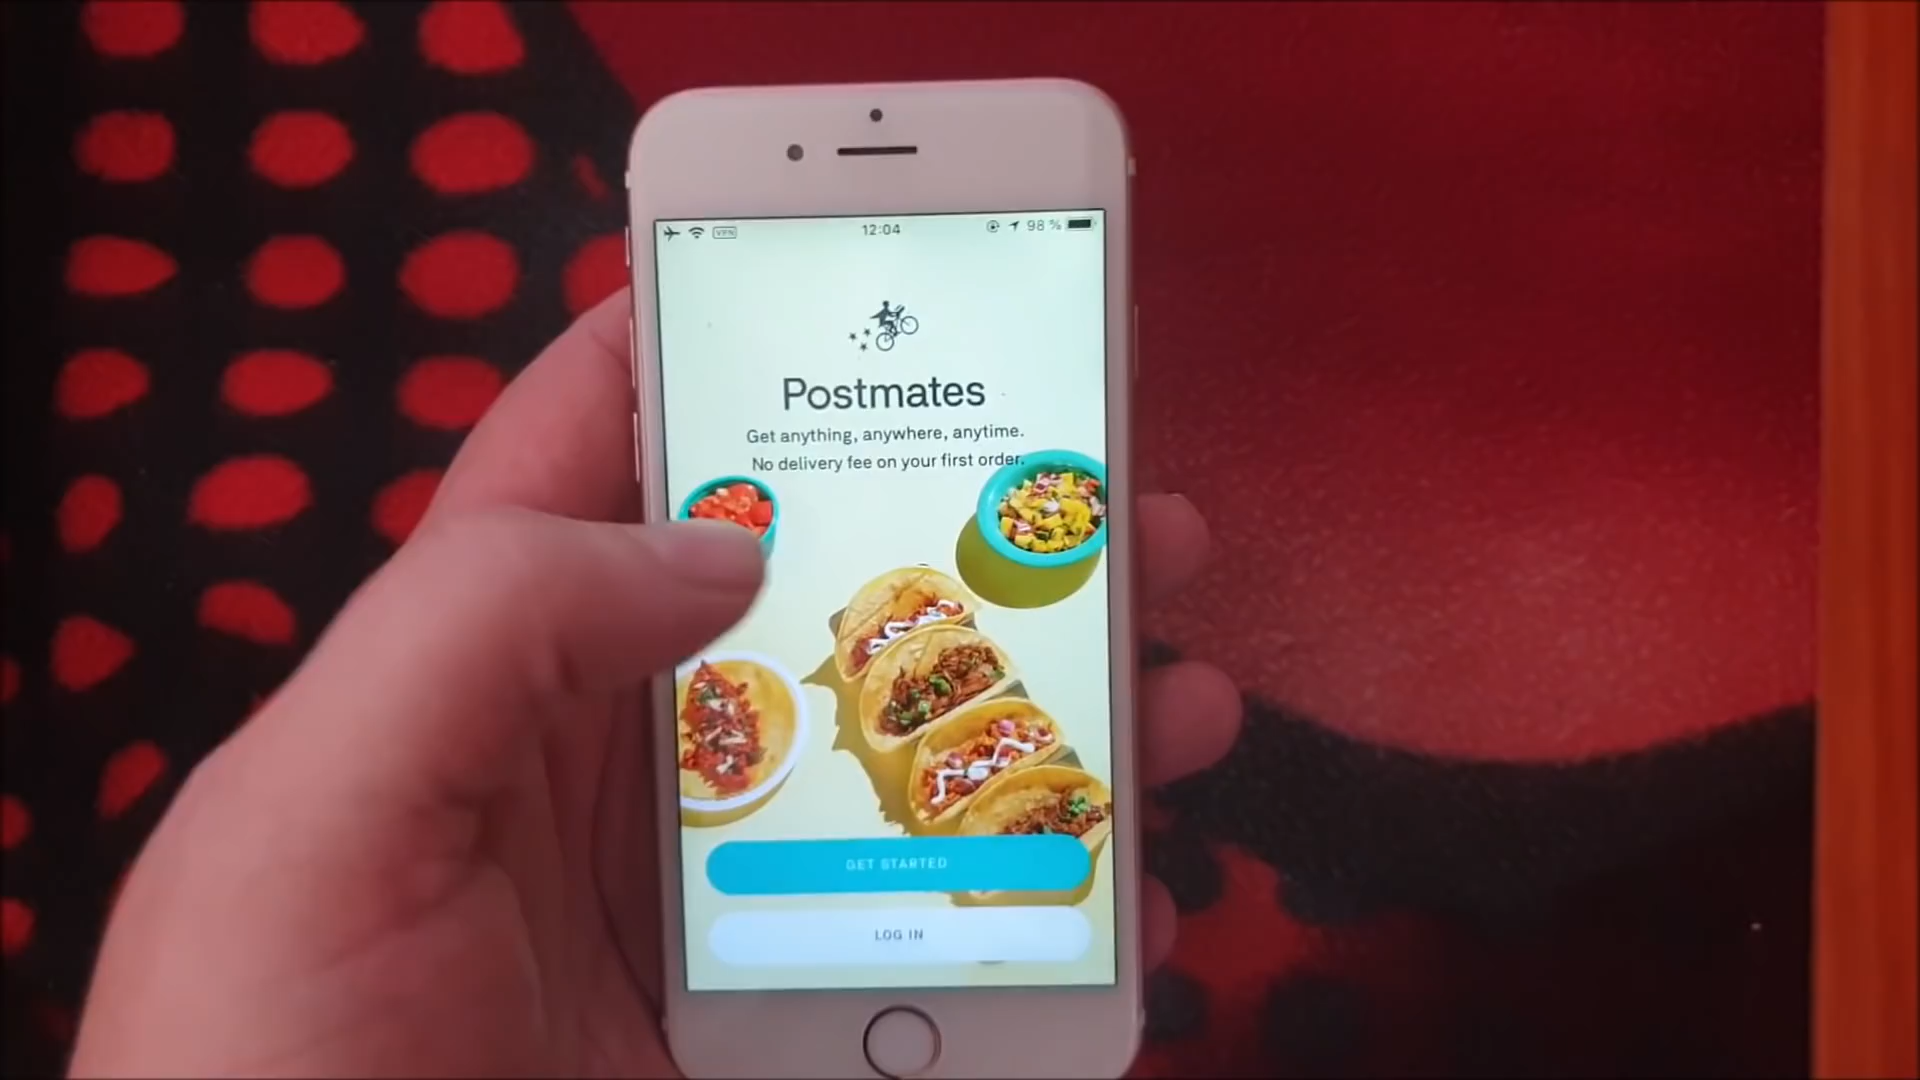 VPN 12:04 98 %
Postmates
Get anything, anywhere, anytime.
No delivery fee on your first order.
GET STARTED
LOG IN